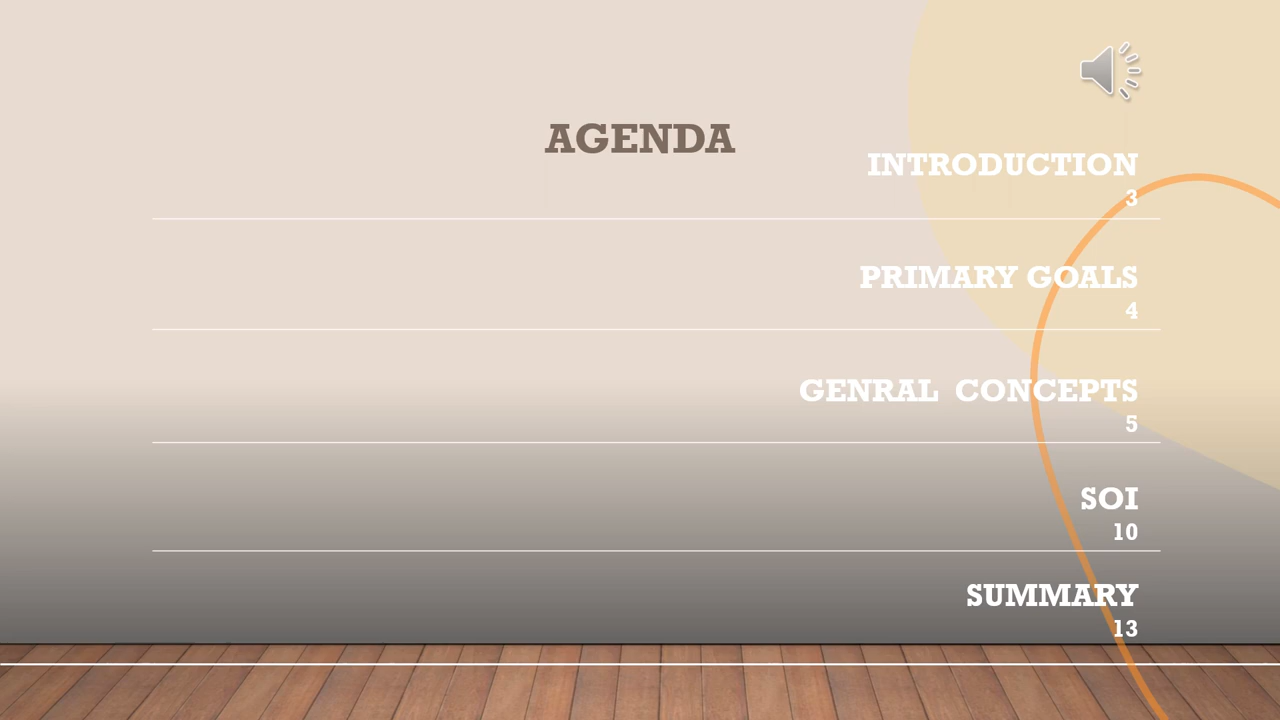 AGENDA
INTRODUCTION
3
PRIMARY GOALS
4
GENRAL  CONCEPTS
5
SOI
10
SUMMARY
13